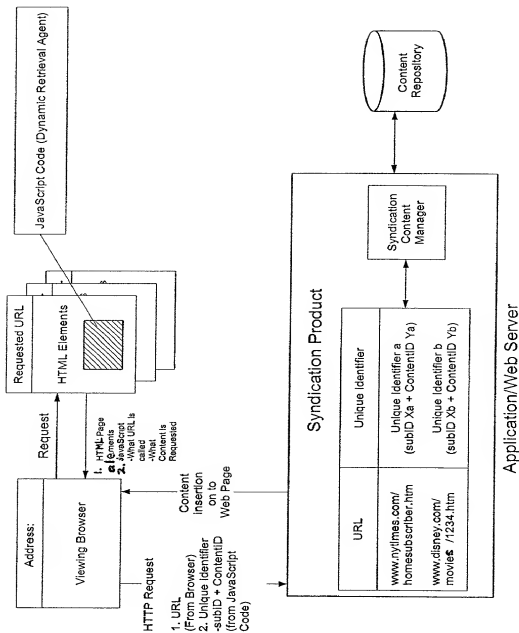 JavaScript Code (Dynamic Retrieval Agent)
Requested URL
HTML Elements
s
Request
1. HTML Page
elements
2. JavaScript
-What URL Is
called
-What
Content Is
Requested
Address:
Viewing Browser
HTTP Request
1. URL
(From Browser)
2. Unique Identifier
-subID + ContentID
(from JavaScript
Code)
Content
insertion
on to
Web Page
Syndication Product
URL
Unique Identifier
www.nytimes.com/
homesubscriber.htm
Unique Identifier a
(subID Xa + ContentID Ya)
www.disney.com/
movies /1234.htm
Unique Identifier b
(subID Xb + ContentID Yb)
Syndication
Content
Manager
Content
Repository
Application/Web Server